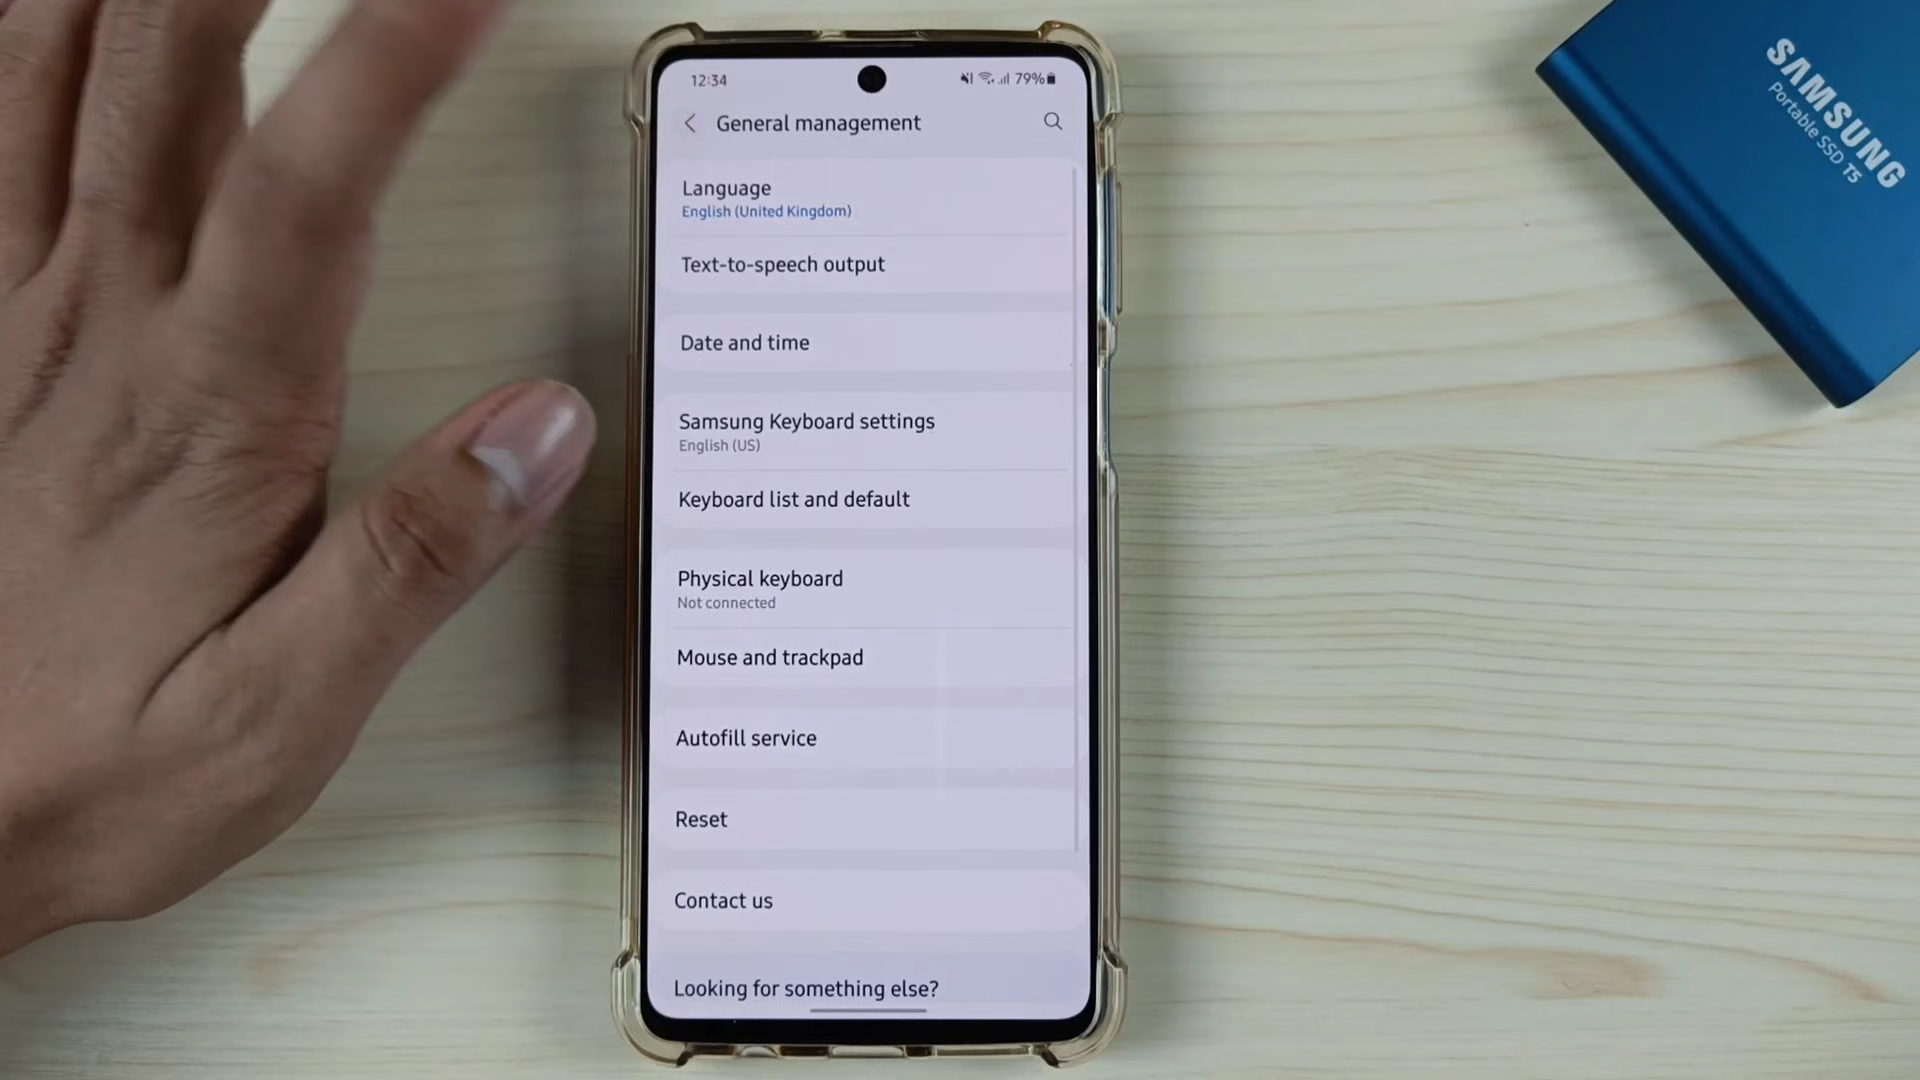 12:34
79%
General management
Language
English (United Kingdom)
Text-to-speech output
Date and time
Samsung Keyboard settings
English (US)
Keyboard list and default
Physical keyboard
Not connected
Mouse and trackpad
Autofill service
Reset
Contact us
Looking for something else?
SAMSUNG
Portable SSD T5